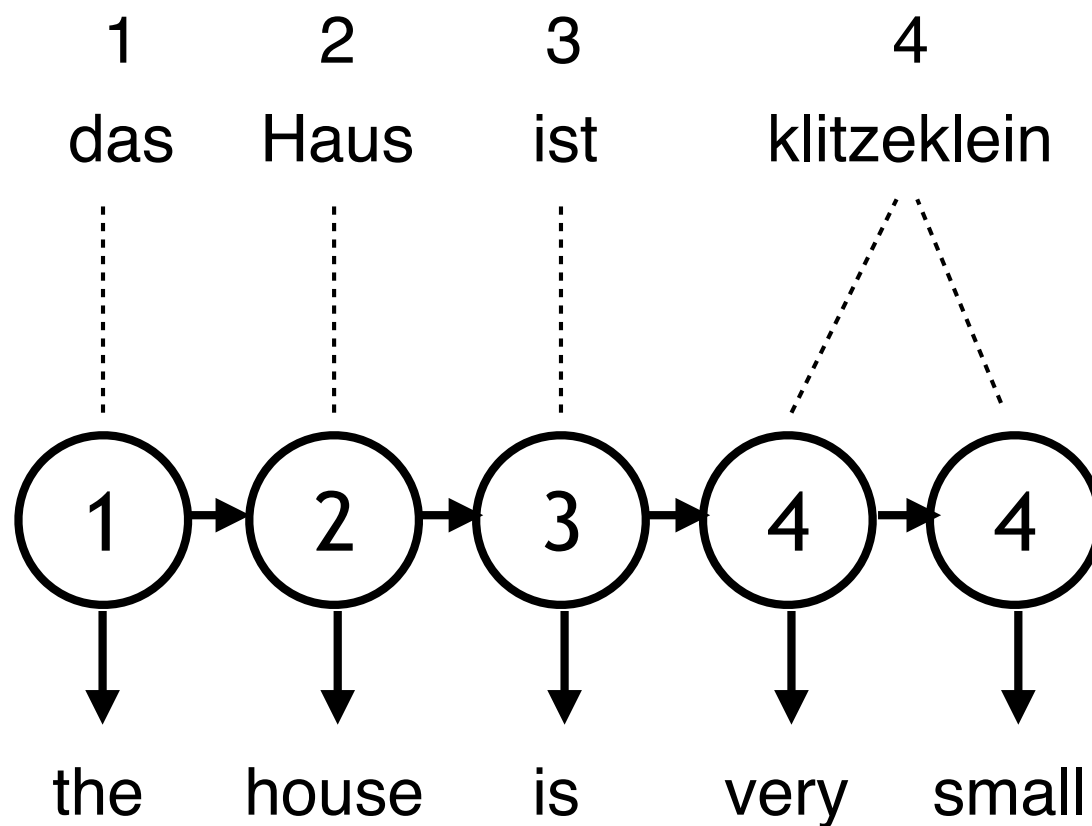 1 2 3 4
das Haus ist klitzeklein
1 2 3 4 4
the house is very small